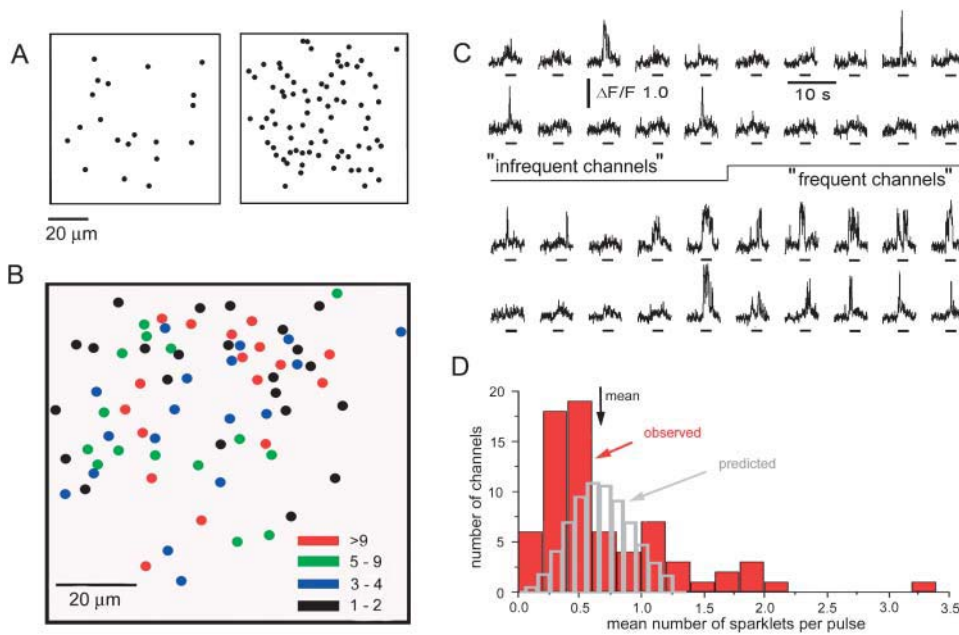 A
20 μm
B
>9
5 - 9
3 - 4
1 - 2
20 μm
C
ΔF/F 1.0
10 s
"infrequent channels"
"frequent channels"
D
number of channels
20
15
10
5
0
mean
observed
predicted
0.0 0.5 1.0 1.5 2.0 2.5 3.0 3.5
mean number of sparklets per pulse